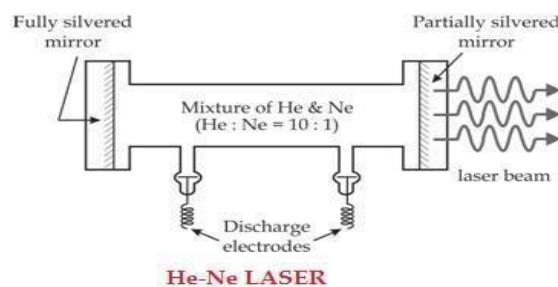 Fully silvered
mirror
Partially silvered
mirror
Mixture of He & Ne
(He : Ne = 10 : 1)
laser beam
Discharge
electrodes
He-Ne LASER